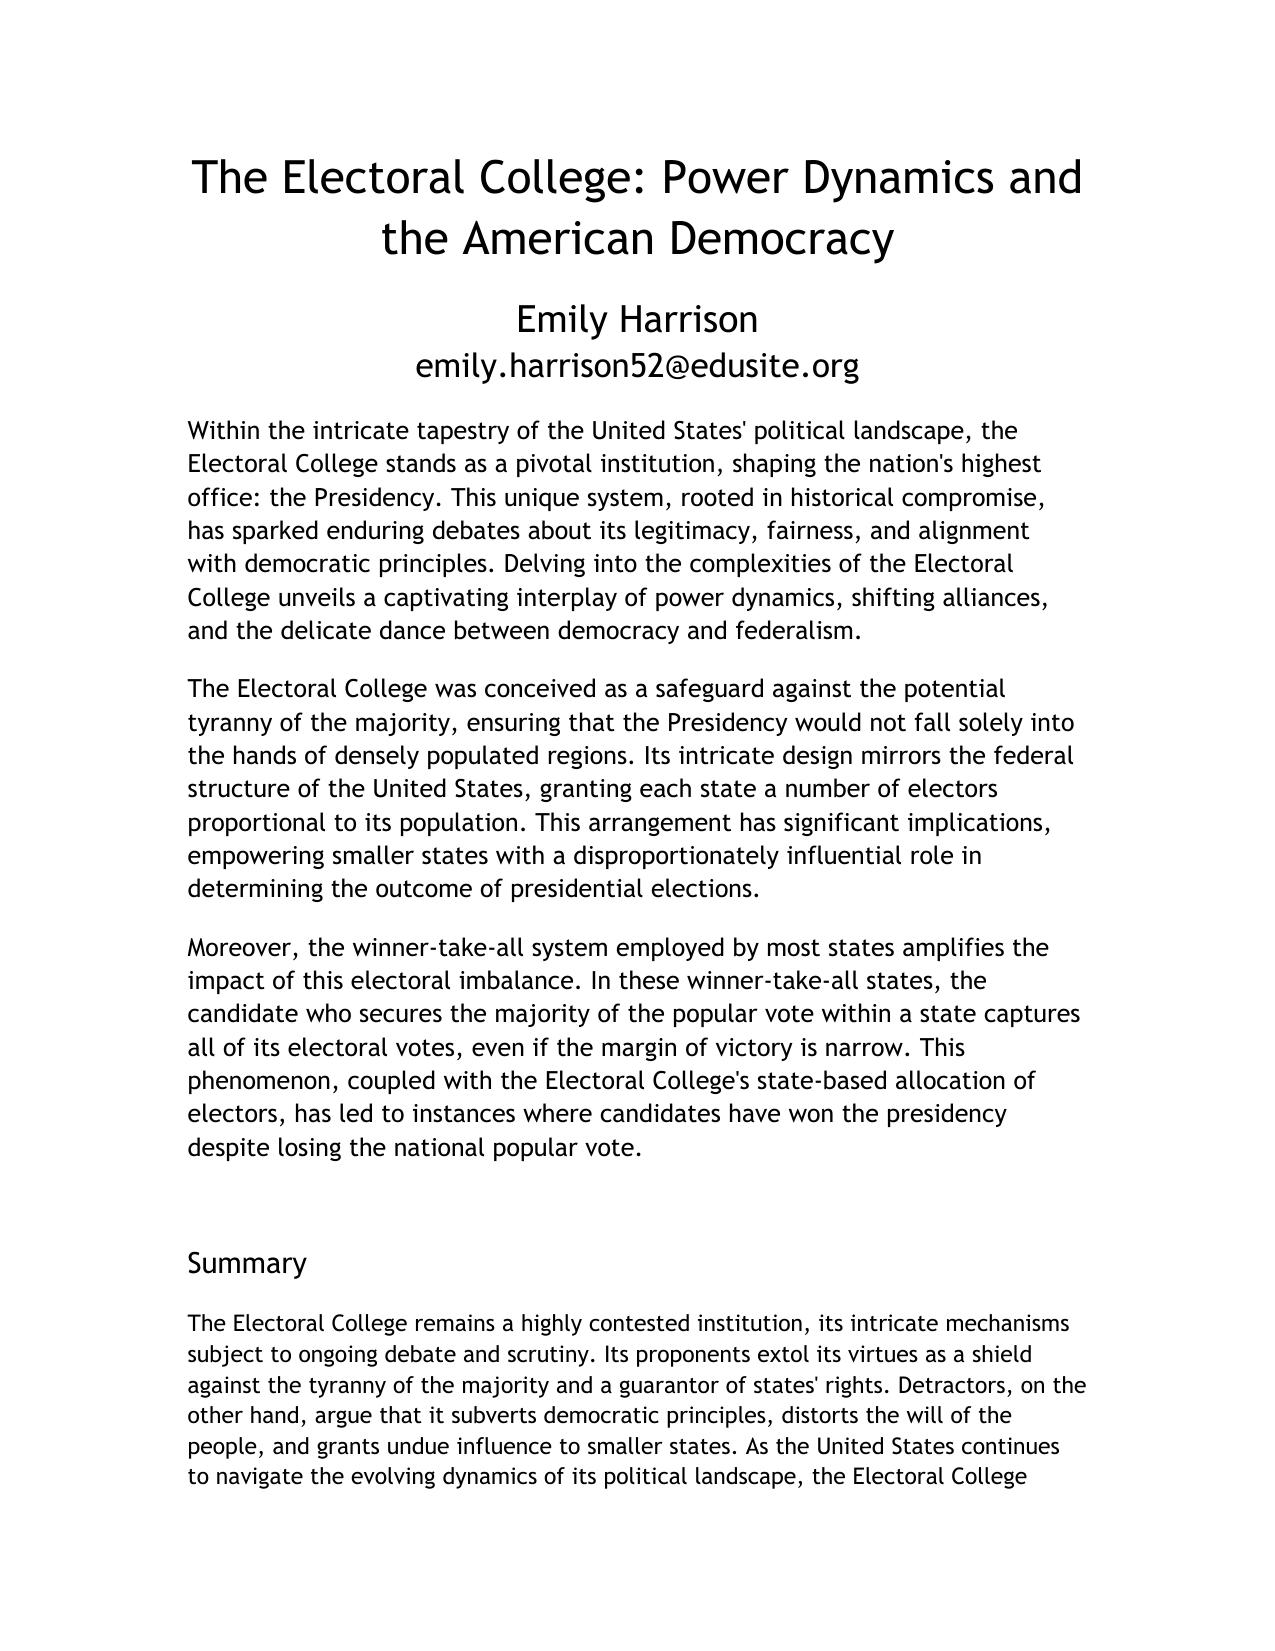 The Electoral College: Power Dynamics and
the American Democracy
Emily Harrison
emily.harrison52@edusite.org
Within the intricate tapestry of the United States' political landscape, the
Electoral College stands as a pivotal institution, shaping the nation's highest
office: the Presidency. This unique system, rooted in historical compromise,
has sparked enduring debates about its legitimacy, fairness, and alignment
with democratic principles. Delving into the complexities of the Electoral
College unveils a captivating interplay of power dynamics, shifting alliances,
and the delicate dance between democracy and federalism.
The Electoral College was conceived as a safeguard against the potential
tyranny of the majority, ensuring that the Presidency would not fall solely into
the hands of densely populated regions. Its intricate design mirrors the federal
structure of the United States, granting each state a number of electors
proportional to its population. This arrangement has significant implications,
empowering smaller states with a disproportionately influential role in
determining the outcome of presidential elections.
Moreover, the winner-take-all system employed by most states amplifies the
impact of this electoral imbalance. In these winner-take-all states, the
candidate who secures the majority of the popular vote within a state captures
all of its electoral votes, even if the margin of victory is narrow. This
phenomenon, coupled with the Electoral College's state-based allocation of
electors, has led to instances where candidates have won the presidency
despite losing the national popular vote.
Summary
The Electoral College remains a highly contested institution, its intricate mechanisms
subject to ongoing debate and scrutiny. Its proponents extol its virtues as a shield
against the tyranny of the majority and a guarantor of states' rights. Detractors, on the
other hand, argue that it subverts democratic principles, distorts the will of the
people, and grants undue influence to smaller states. As the United States continues
to navigate the evolving dynamics of its political landscape, the Electoral College